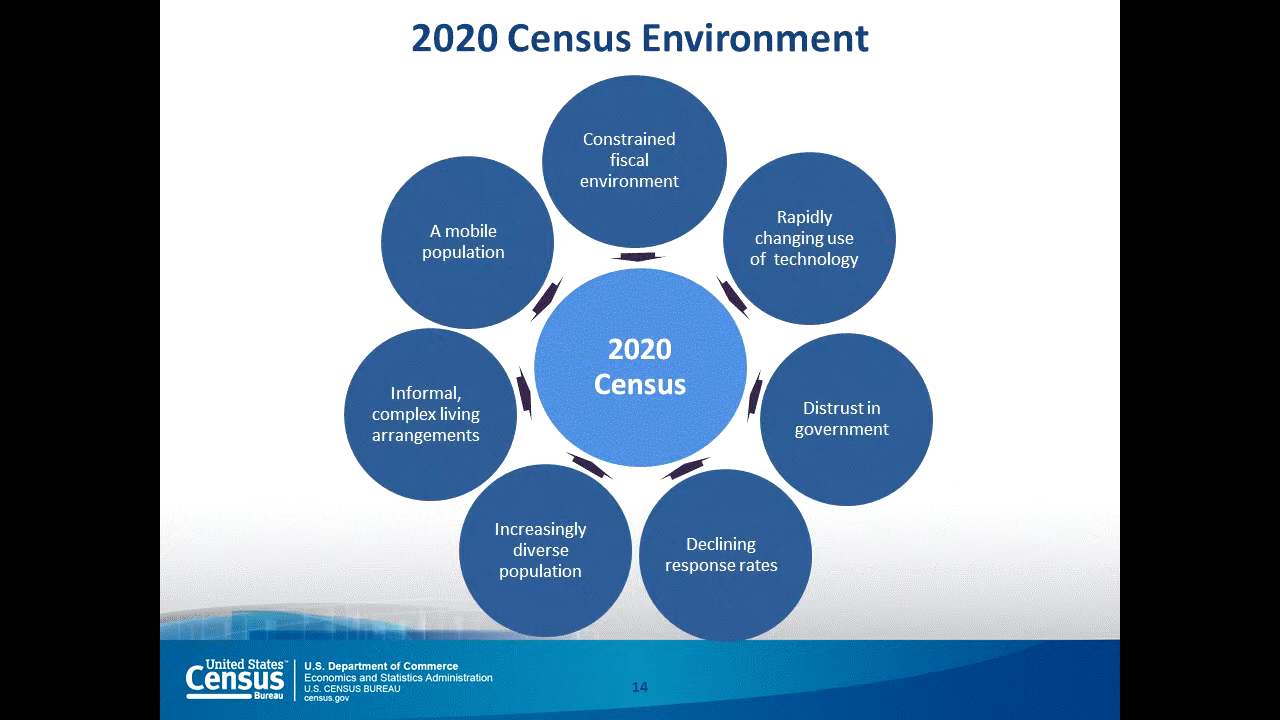 2020 Census Environment
Constrained
fiscal
environment
Rapidly
changing use
of technology
Distrust in
government
Declining
response rates
Increasingly
diverse
population
Informal,
complex living
arrangements
A mobile
population
2020
Census
United States™
Census
Bureau
U.S. Department of Commerce
Economics and Statistics Administration
U.S. CENSUS BUREAU
census.gov
14